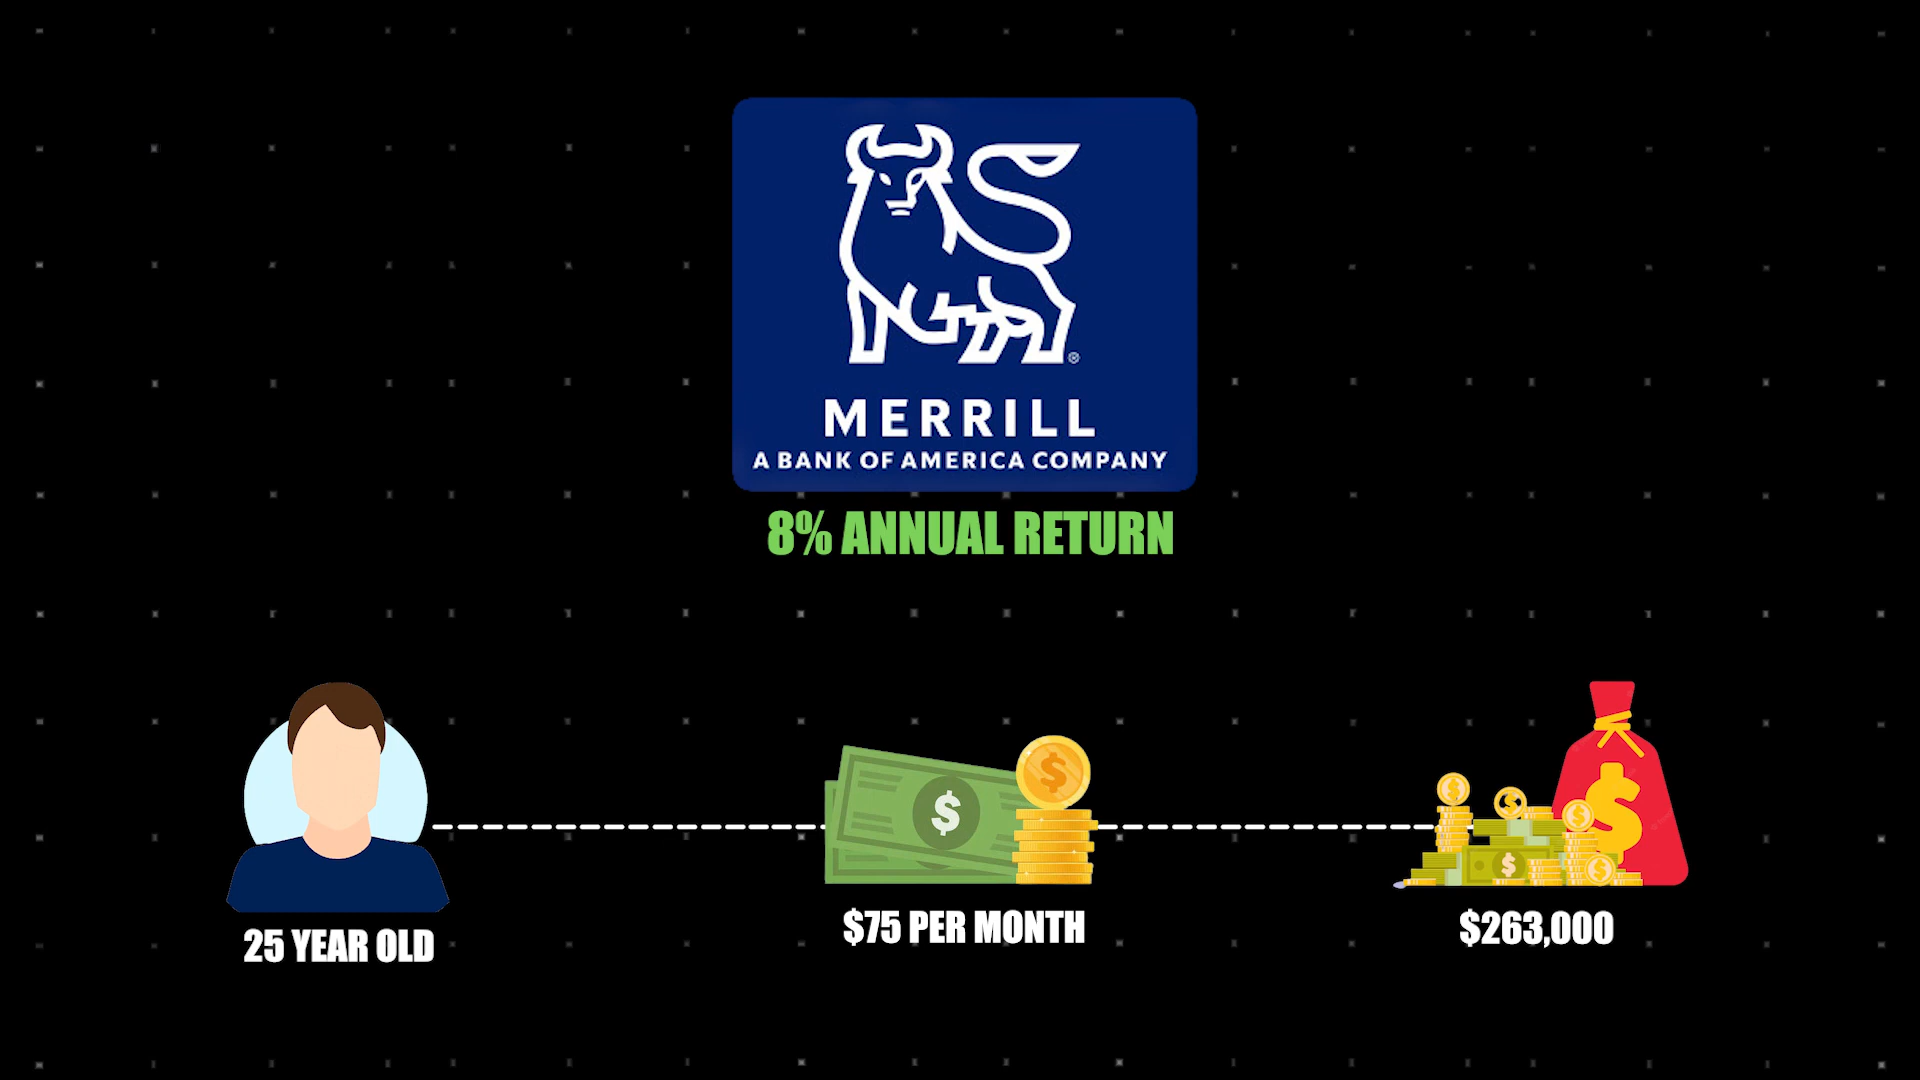 MERRILL
A BANK OF AMERICA COMPANY
8% ANNUAL RETURN
25 YEAR OLD
$75 PER MONTH
$263,000